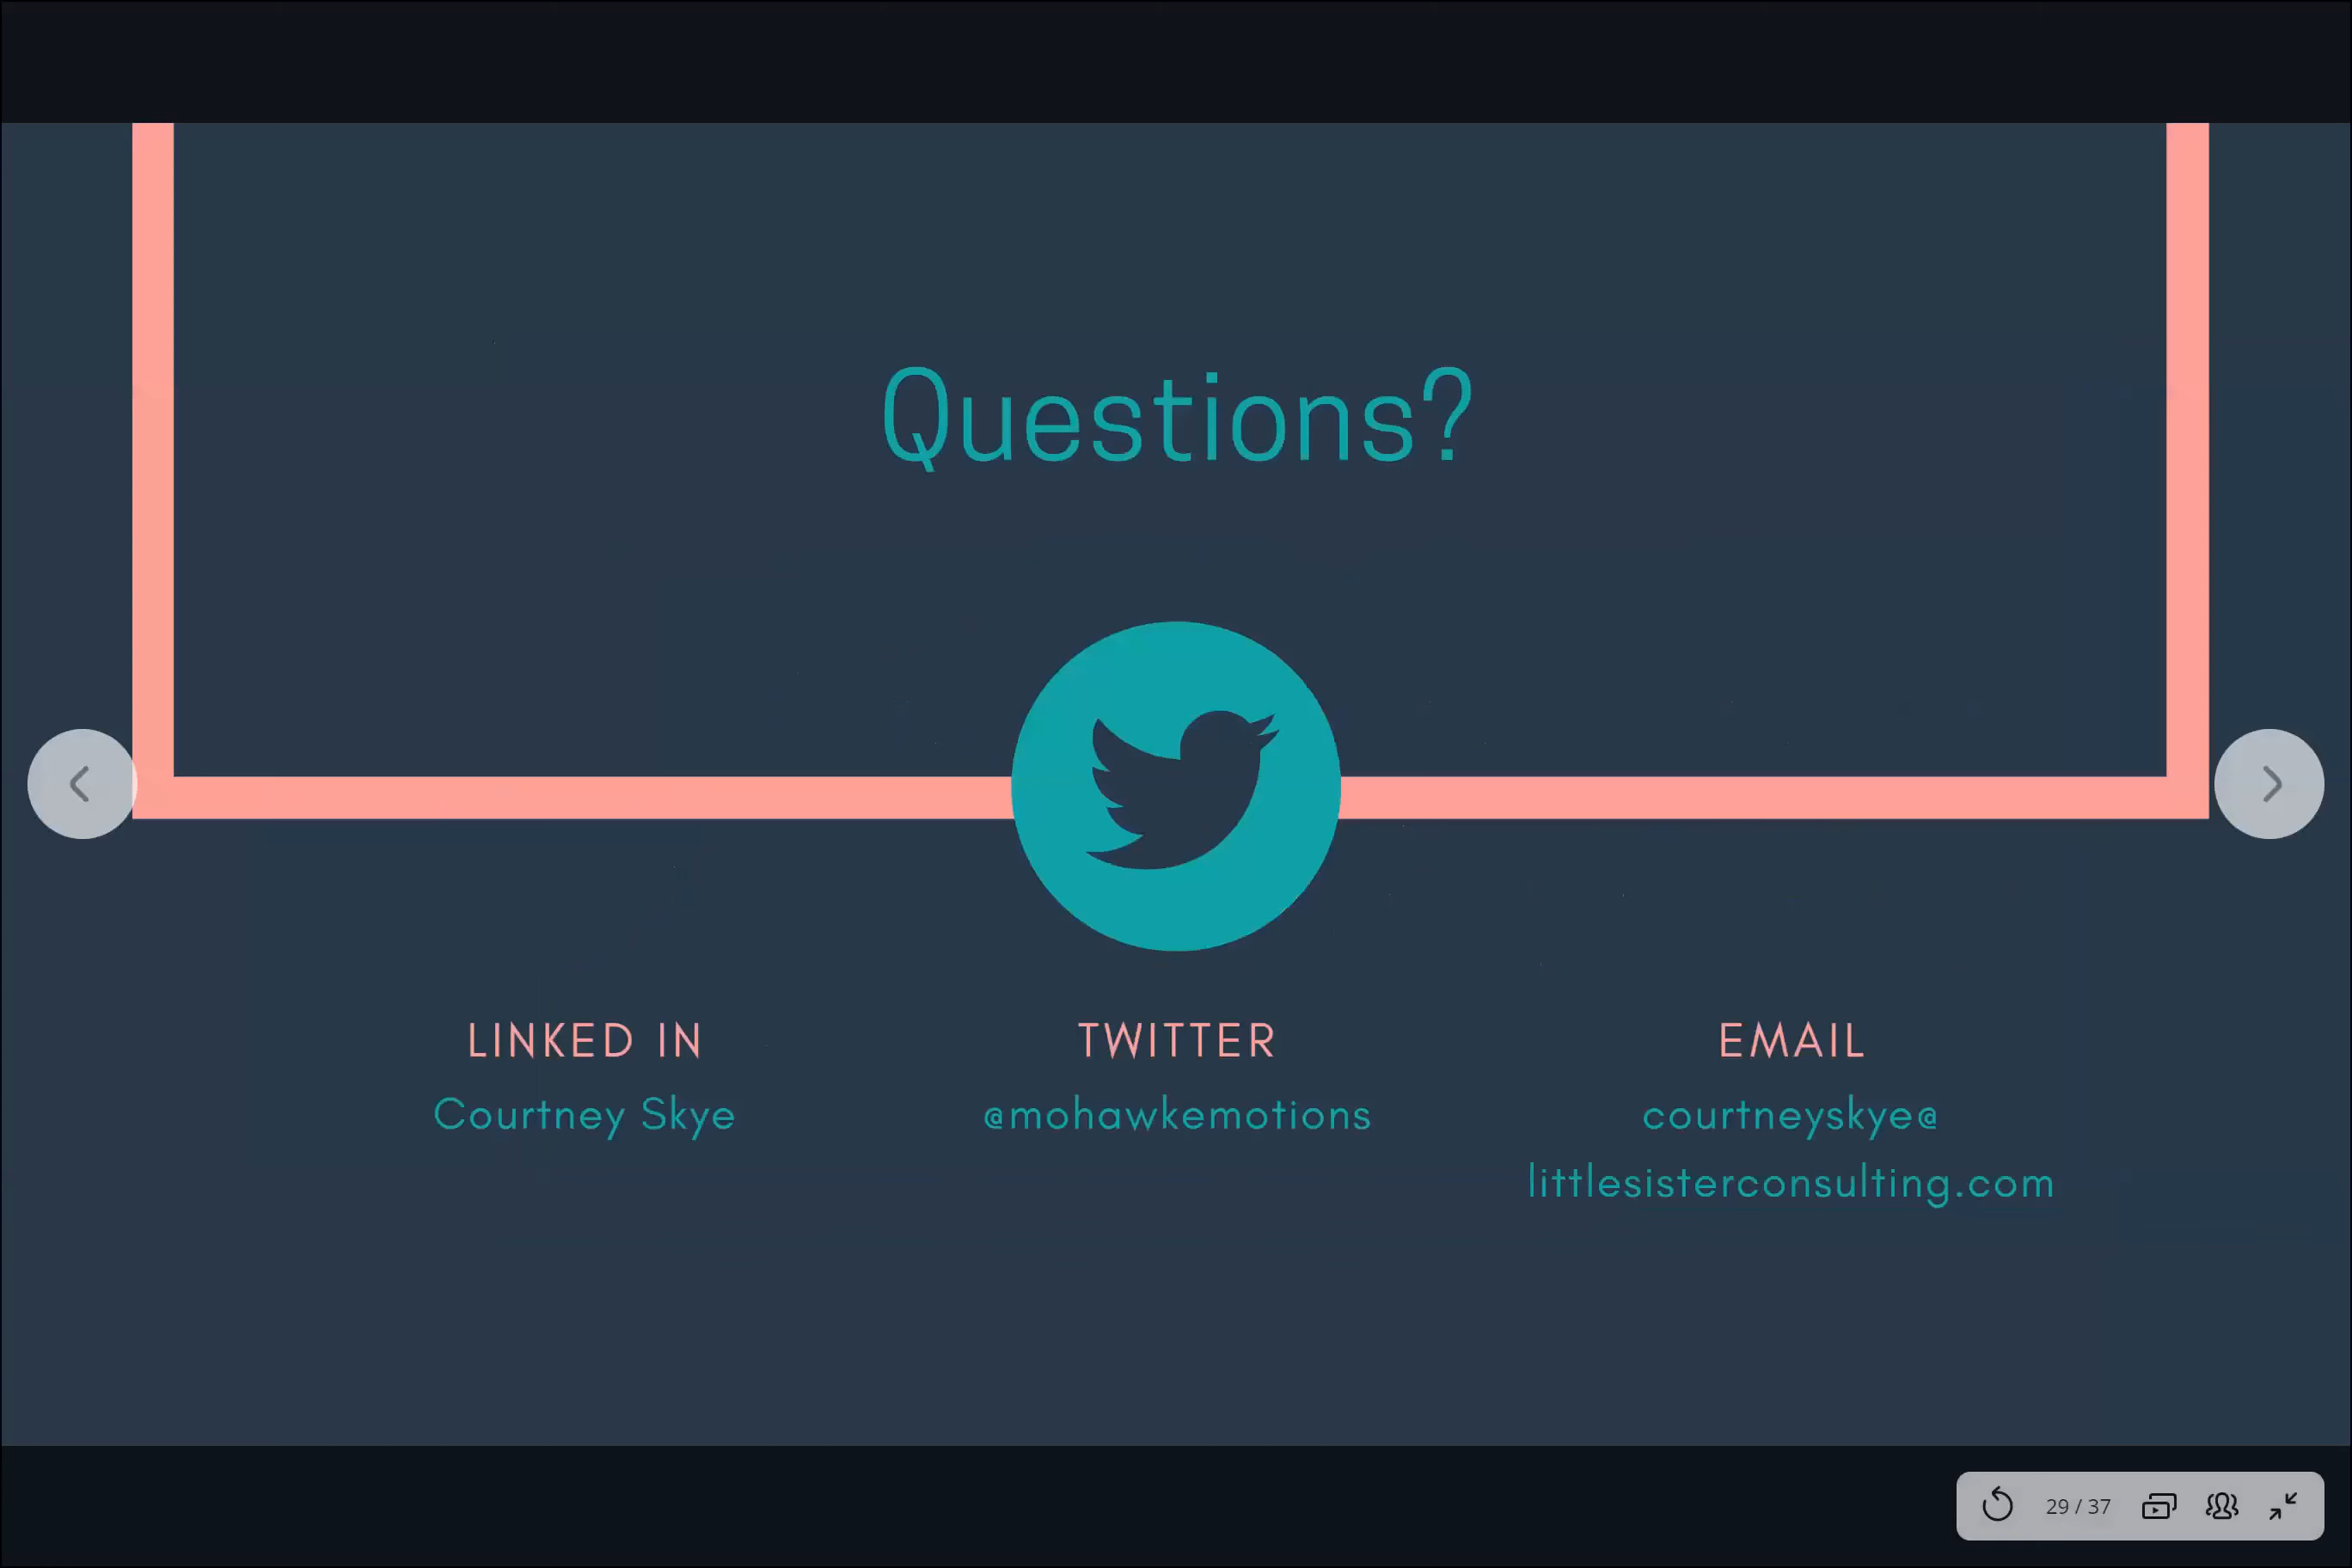 Questions?
LINKED IN
Courtney Skye
TWITTER
@mohawkemotions
EMAIL
courtneyskye@
littlesisterconsulting.com
29 / 37